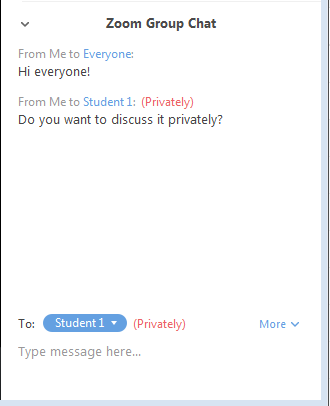 Zoom Group Chat
From Me to Everyone:
Hi everyone!
From Me to Student 1: (Privately)
Do you want to discuss it privately?
To: Student 1 (Privately) More
Type message here...